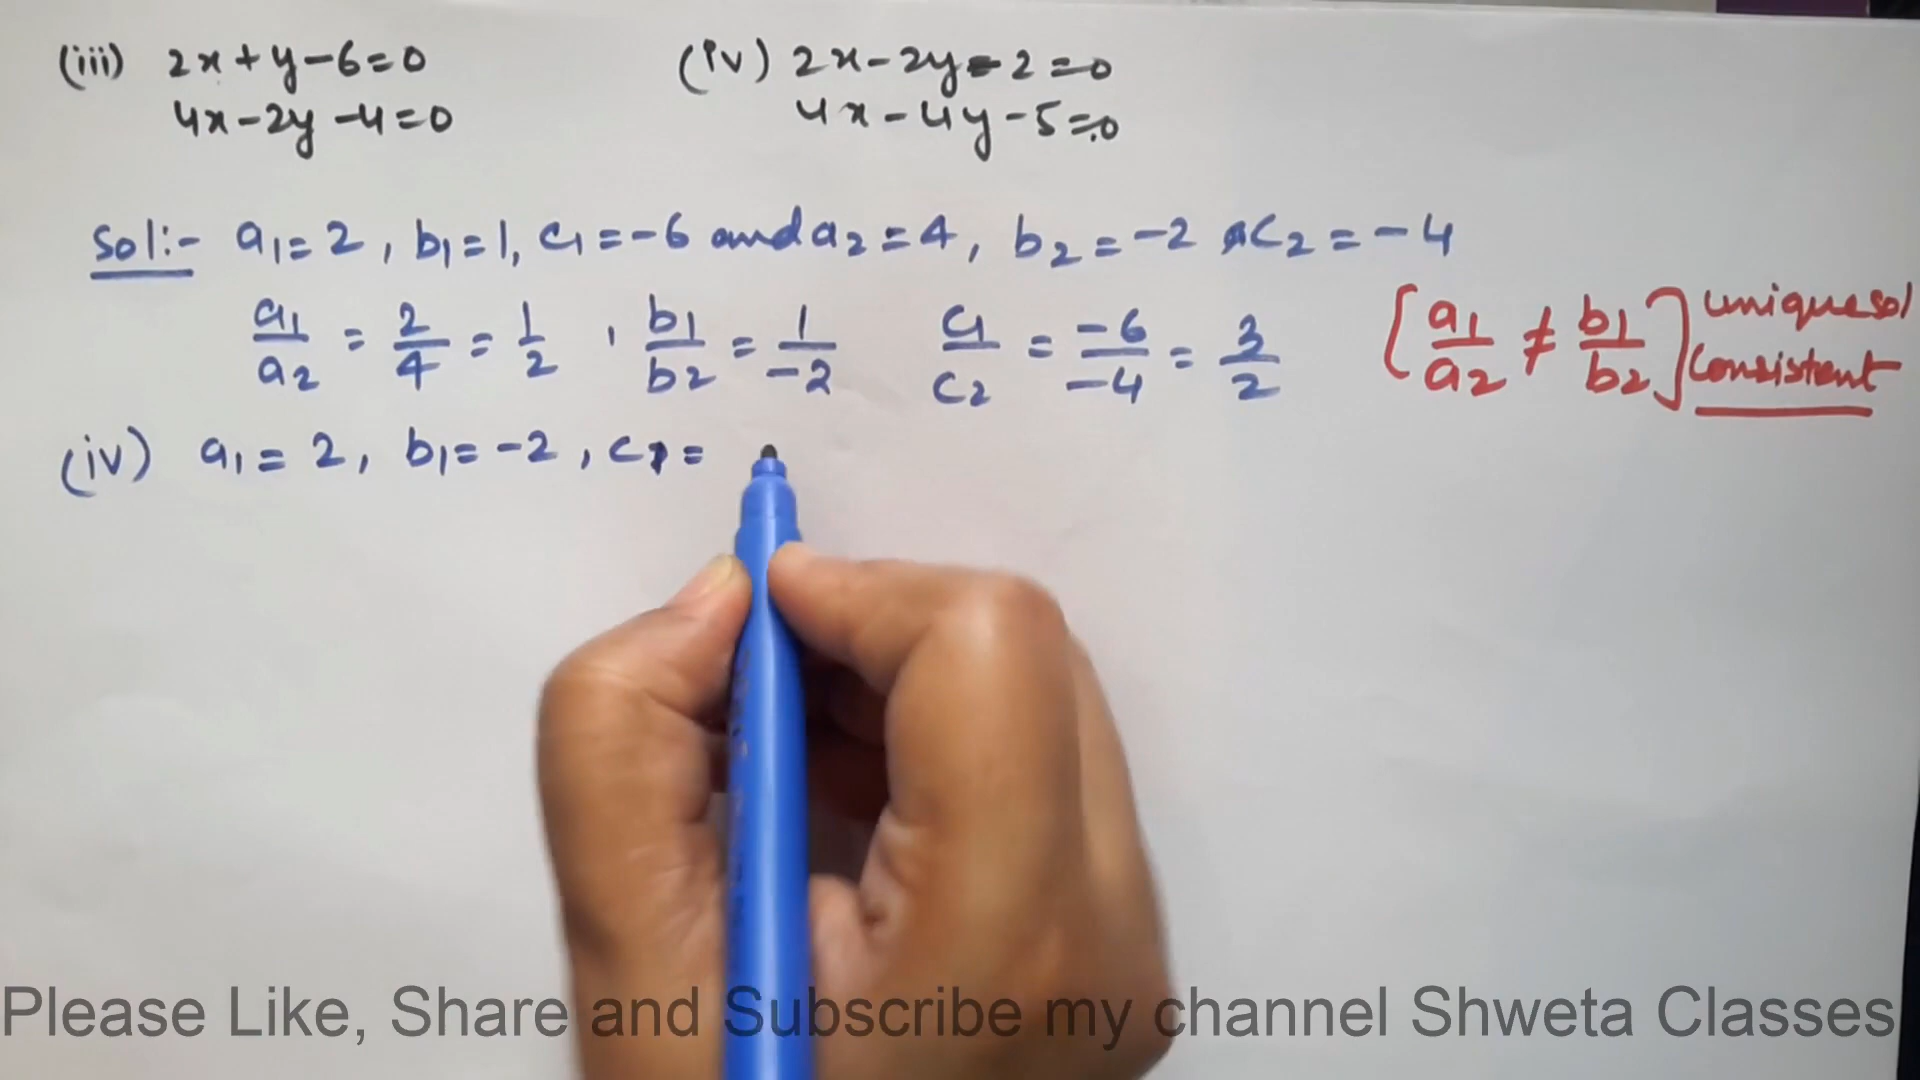 (iii) 2x+y-6=0 (iv) 2x-2y-2=0
4x-2y-4=0 4x-4y-5=0
Sol:- a1=2, b1=1, c1=-6 and a2=4, b2=-2 c2=-4
a1/a2 = 2/4 = 1/2, b1/b2 = 1/-2 c1/c2 = -6/-4 = 3/2 [a1/a2 ≠ b1/b2] unique sol
consistent
(iv) a1=2, b1=-2, c1=
Please Like, Share and Subscribe my channel Shweta Classes